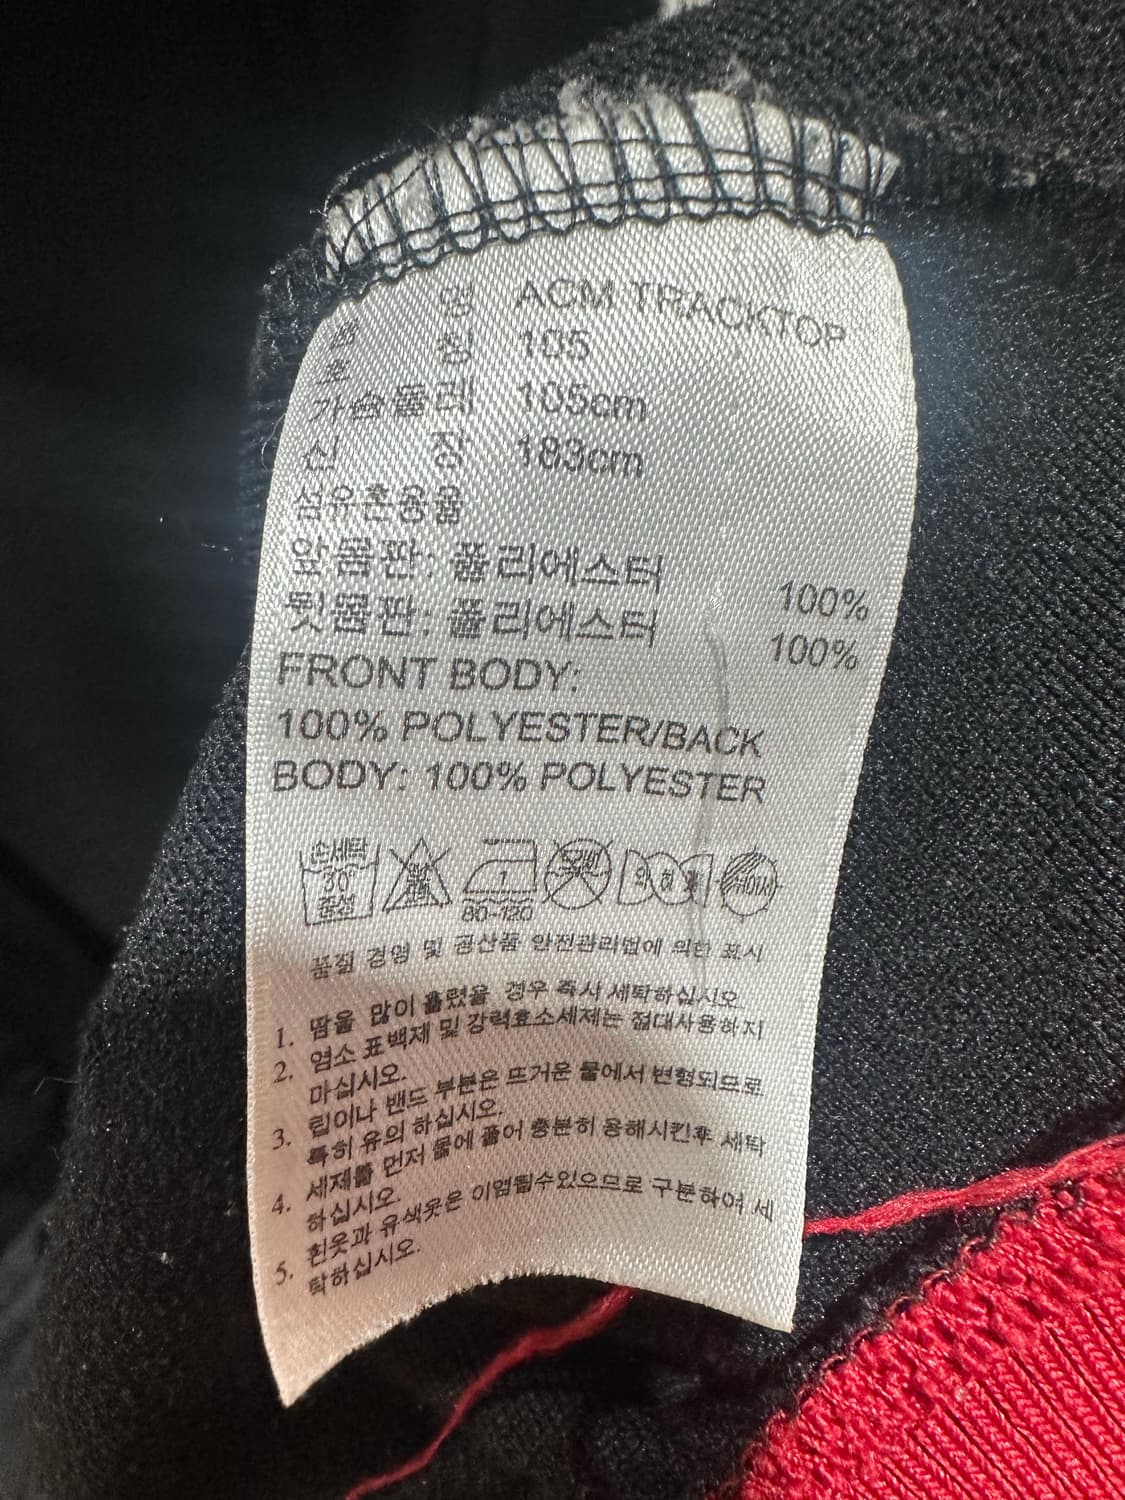 명 ACM TRACKTOP
호 칭 105
가슴둘레 105cm
신 장 183cm
섬유혼용율
앞몸판: 폴리에스터 100%
뒷몸판: 폴리에스터 100%
FRONT BODY:
100% POLYESTER/BACK
BODY: 100% POLYESTER
손세탁
30°
중성
80-120
품질 경영 및 공산품 안전관리법에 의한 표시
1. 땀을 많이 흘렸을 경우 즉시 세탁하십시오
2. 염소 표백제 및 강력효소세제는 절대사용하지
마십시오.
3. 립이나 밴드 부분은 뜨거운 물에서 변형되므로
특히 유의 하십시오.
4. 세제를 먼저 물에 풀어 충분히 용해시킨후 세탁
하십시오.
5. 흰옷과 유색옷은 이염될수있으므로 구분하여 세
탁하십시오.